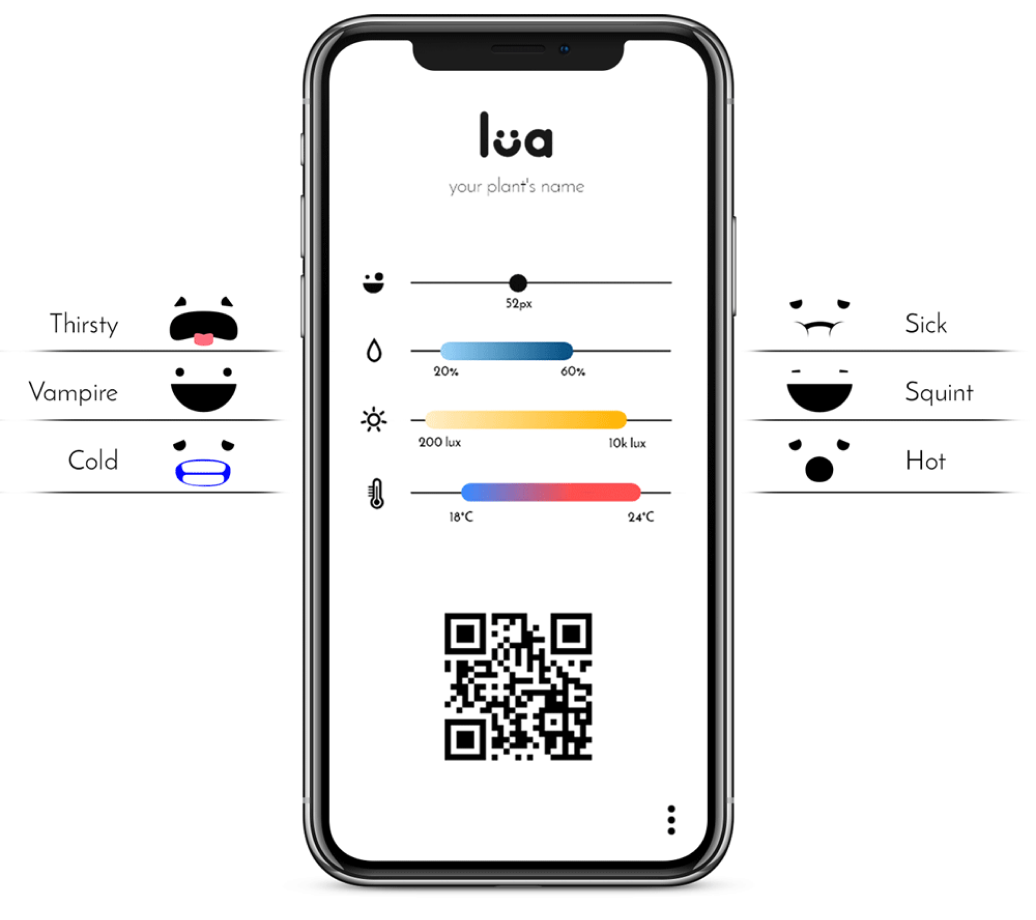 lüa
your plant's name
52px
20% 60%
200 lux 10k lux
18°C 24°C
Thirsty
Vampire
Cold
Sick
Squint
Hot